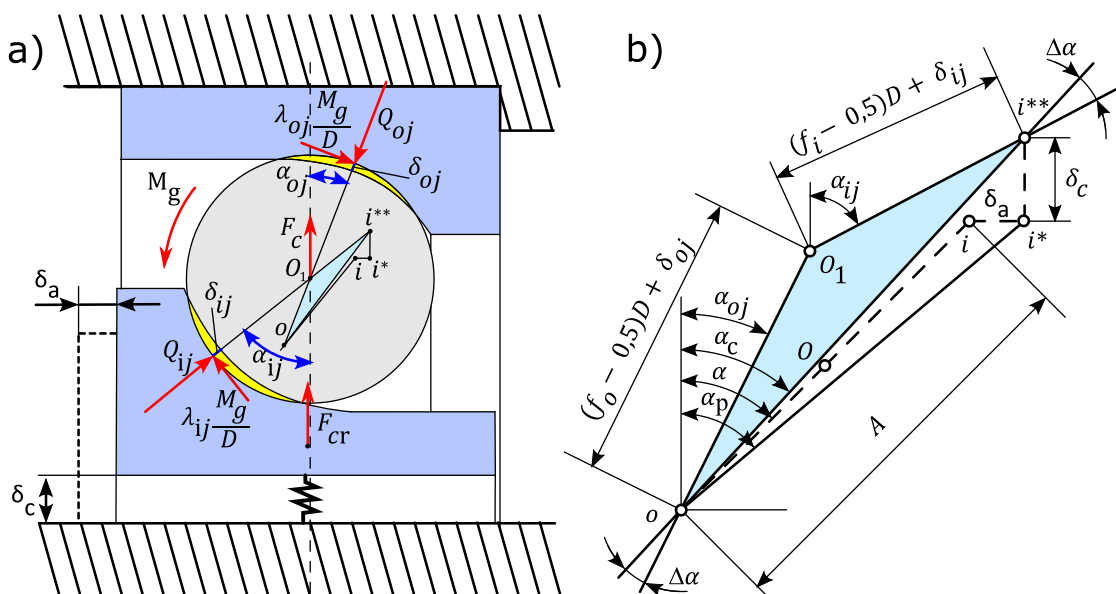 a)
λoj Mg/D
Qoj
αoj
δoj
Mg
Fc
i**
O1
i
i*
δa
δij
o
Qij
αij
λij Mg/D
Fcr
δc
b)
Δα
(fi − 0,5)D + δij
i**
αij
δc
δa
i
i*
O1
(fo − 0,5)D + δoj
αoj
αc
O
α
αp
A
o
Δα